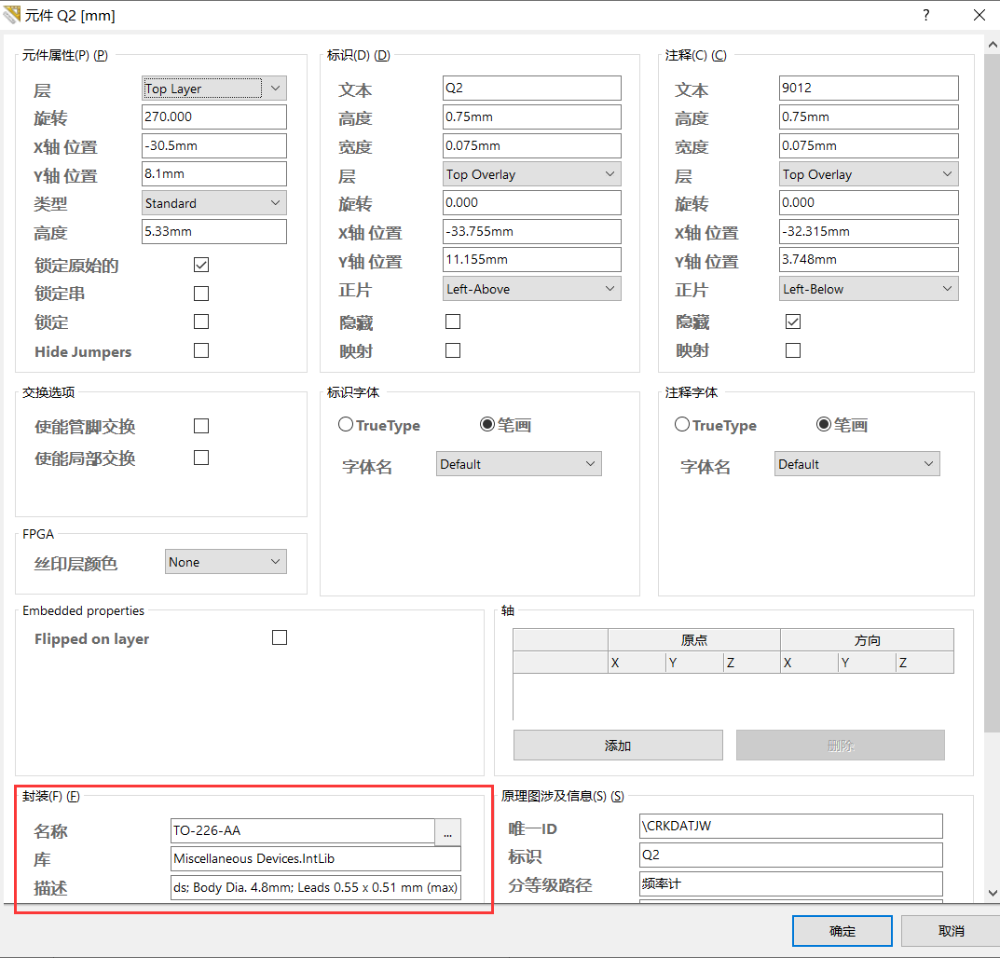 元件 Q2 [mm]
?
元件属性(P) (P)
层 Top Layer
旋转 270.000
X轴 位置 -30.5mm
Y轴 位置 8.1mm
类型 Standard
高度 5.33mm
锁定原始的
锁定串
锁定
Hide Jumpers
标识(D) (D)
文本 Q2
高度 0.75mm
宽度 0.075mm
层 Top Overlay
旋转 0.000
X轴 位置 -33.755mm
Y轴 位置 11.155mm
正片 Left-Above
隐藏
映射
注释(C) (C)
文本 9012
高度 0.75mm
宽度 0.075mm
层 Top Overlay
旋转 0.000
X轴 位置 -32.315mm
Y轴 位置 3.748mm
正片 Left-Below
隐藏
映射
交换选项
使能管脚交换
使能局部交换
标识字体
TrueType 笔画
字体名 Default
注释字体
TrueType 笔画
字体名 Default
FPGA
丝印层颜色 None
Embedded properties
Flipped on layer
轴
原点 方向
X Y Z X Y Z
添加 删除
封装(F) (F)
名称 TO-226-AA ...
库 Miscellaneous Devices.IntLib
描述 ds; Body Dia. 4.8mm; Leads 0.55 x 0.51 mm (max)
原理图涉及信息(S) (S)
唯一ID \CRKDATJW
标识 Q2
分等级路径 频率计
确定 取消